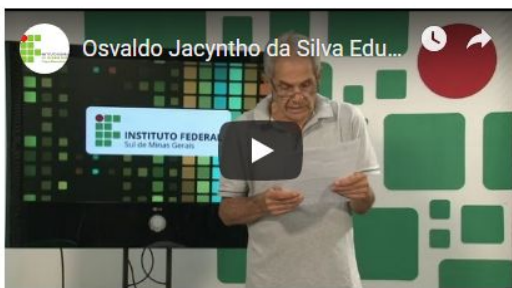 Osvaldo Jacyntho da Silva Edu...
INSTITUTO FEDERAL
Sul de Minas Gerais